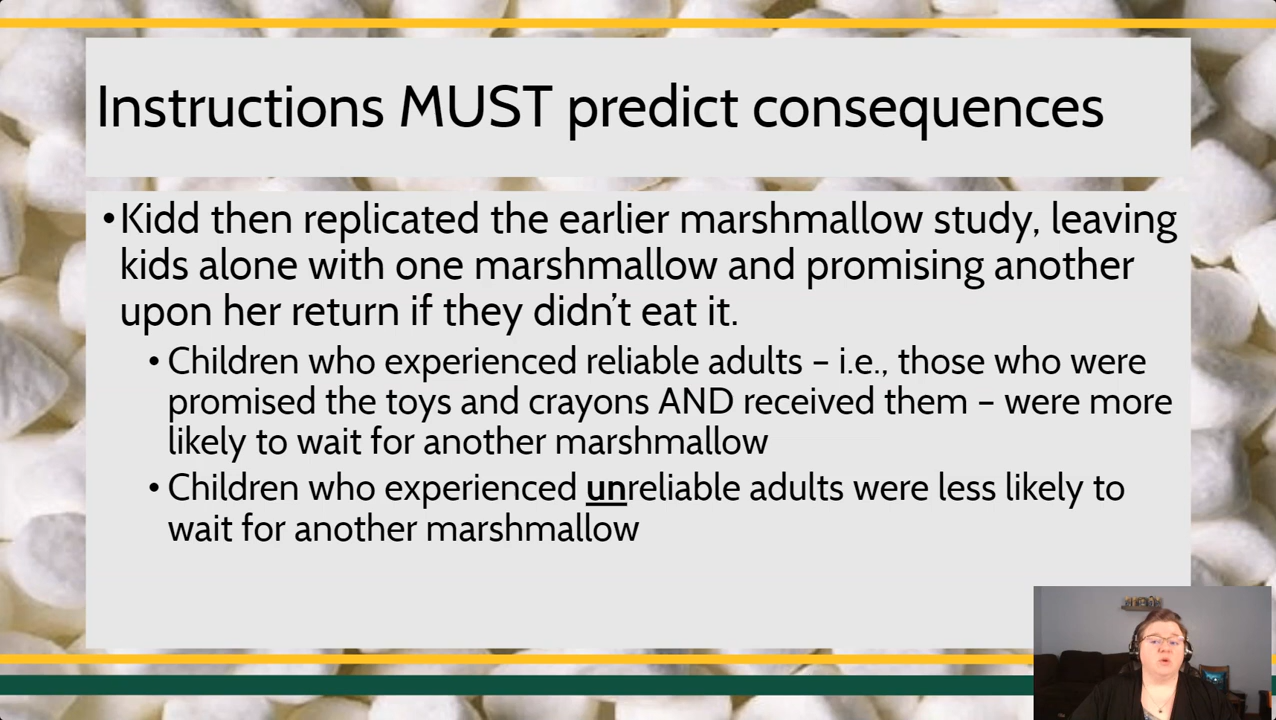 Instructions MUST predict consequences
•Kidd then replicated the earlier marshmallow study, leaving
kids alone with one marshmallow and promising another
upon her return if they didn't eat it.
• Children who experienced reliable adults – i.e., those who were
promised the toys and crayons AND received them – were more
likely to wait for another marshmallow
• Children who experienced unreliable adults were less likely to
wait for another marshmallow